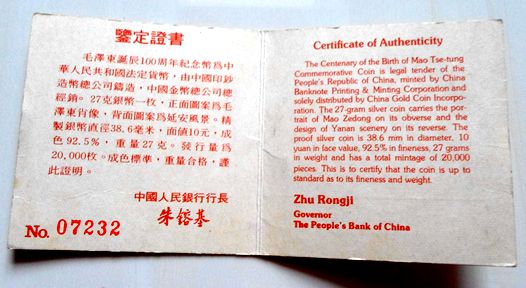 鑒定證書
毛澤東誕辰100周年紀念幣為中
華人民共和國法定貨幣，由中國印鈔
造幣總公司鑄造，中國金幣總公司總
經銷。27克銀幣一枚，正面圖案為毛
澤東肖像，背面圖案為延安風景。精
製銀幣直徑38.6毫米，面值10元，成
色92.5%，重量27克。發行量為
20,000枚。成色標準，重量合格，謹
此證明。
中國人民銀行行長
朱镕基
No. 07232
Certificate of Authenticity
The Centenary of the Birth of Mao Tse-tung
Commemorative Coin is legal tender of the
People's Republic of China, minted by China
Banknote Printing & Minting Corporation and
solely distributed by China Gold Coin Incorpo-
ration. The 27-gram silver coin carries the por-
trait of Mao Zedong on its obverse and the
design of Yanan scenery on its reverse. The
proof silver coin is 38.6 mm in diameter, 10
yuan in face value, 92.5% in fineness, 27 grams
in weight and has a total mintage of 20,000
pieces. This is to certify that the coin is up to
standard as to its fineness and weight.
Zhu Rongji
Governor
The People's Bank of China